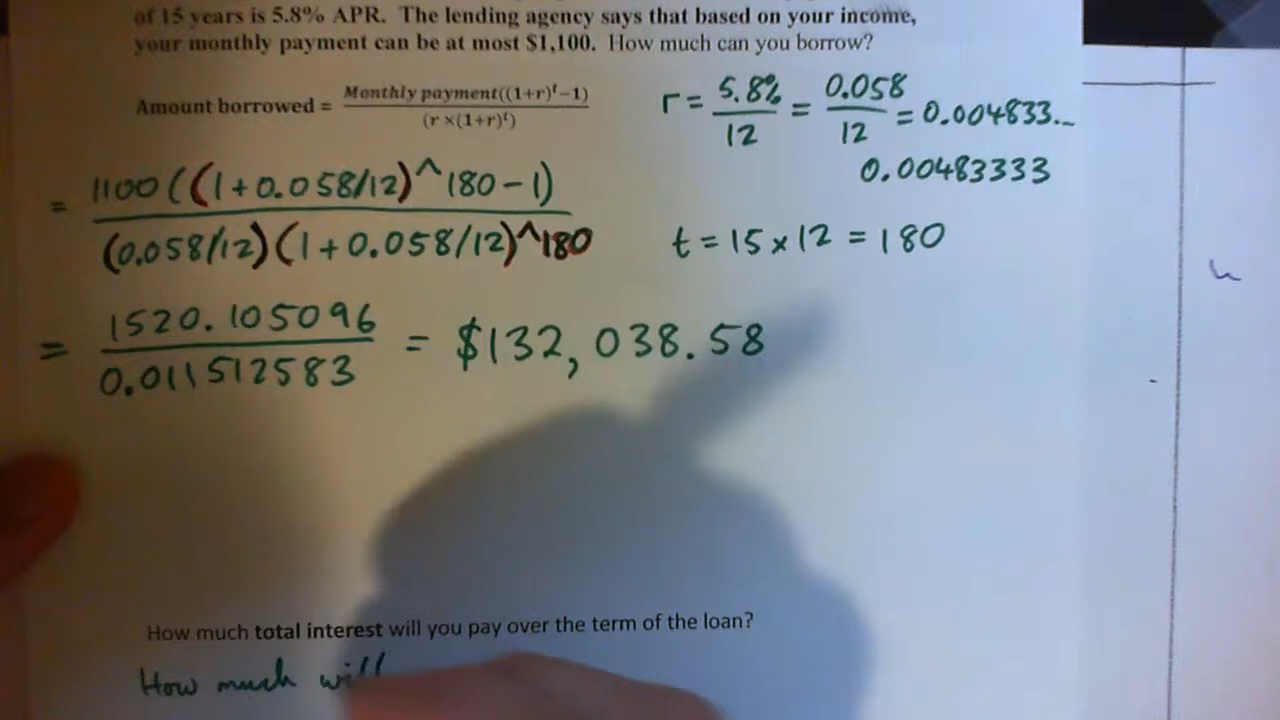 of 15 years is 5.8% APR. The lending agency says that based on your income,
your monthly payment can be at most $1,100. How much can you borrow?
Amount borrowed = Monthly payment((1+r)^t−1) / (r ×(1+r)^t)
r = 5.8% / 12 = 0.058 / 12 = 0.004833...
0.00483333
= 1100((1+0.058/12)^180-1) / (0.058/12)(1+0.058/12)^180
t = 15 x 12 = 180
= 1520.105096 / 0.011512583 = $132,038.58
How much total interest will you pay over the term of the loan?
How much will